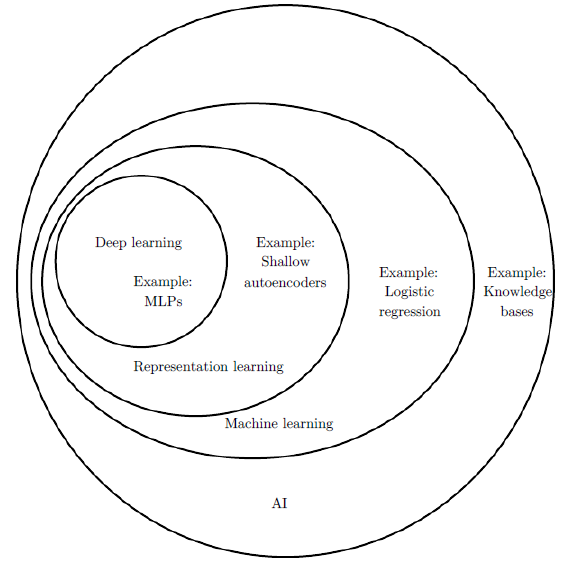 Deep learning
Example:
MLPs
Example:
Shallow
autoencoders
Example:
Logistic
regression
Example:
Knowledge
bases
Representation learning
Machine learning
AI